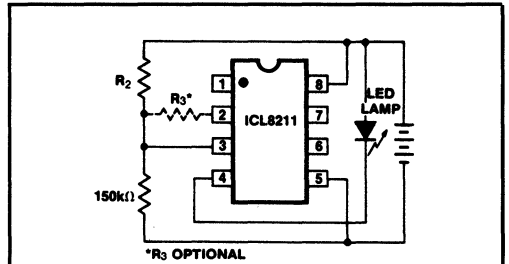 R2
R3*
1
2
3
4
ICL8211
8
7
6
5
LED
LAMP
150kΩ
*R3 OPTIONAL